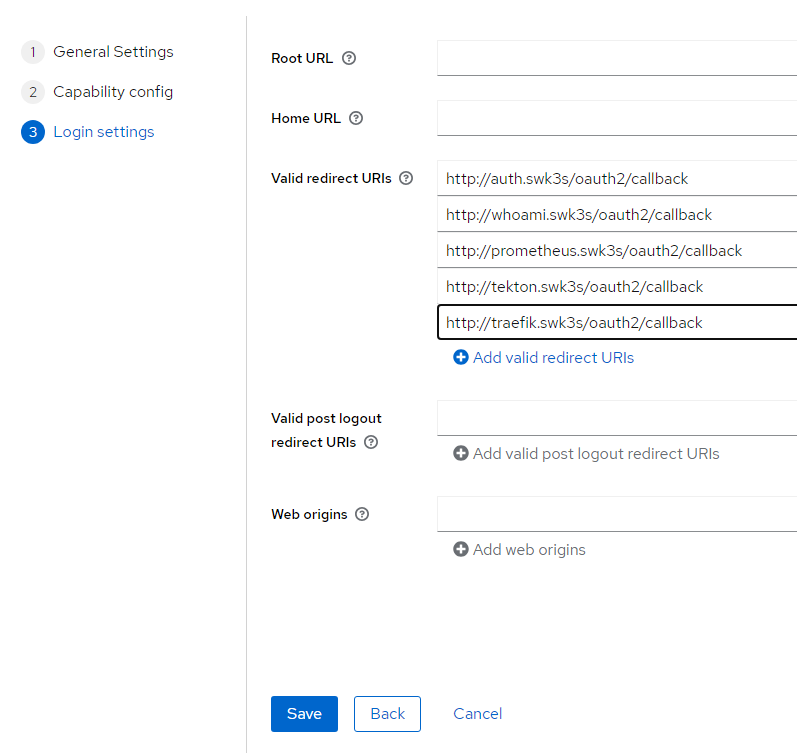 1 General Settings
2 Capability config
3 Login settings
Root URL
Home URL
Valid redirect URIs
http://auth.swk3s/oauth2/callback
http://whoami.swk3s/oauth2/callback
http://prometheus.swk3s/oauth2/callback
http://tekton.swk3s/oauth2/callback
http://traefik.swk3s/oauth2/callback
Add valid redirect URIs
Valid post logout
redirect URIs
Add valid post logout redirect URIs
Web origins
Add web origins
Save Back Cancel